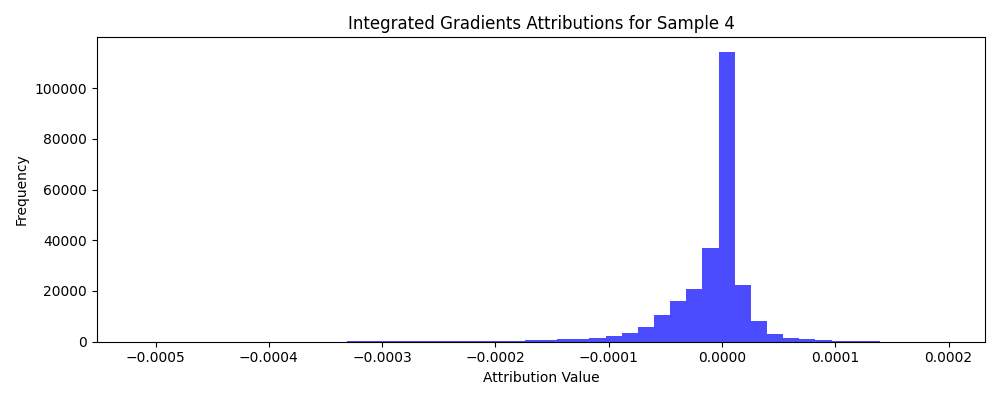 Integrated Gradients Attributions for Sample 4
Frequency
100000
80000
60000
40000
20000
0
−0.0005 −0.0004 −0.0003 −0.0002 −0.0001 0.0000 0.0001 0.0002
Attribution Value